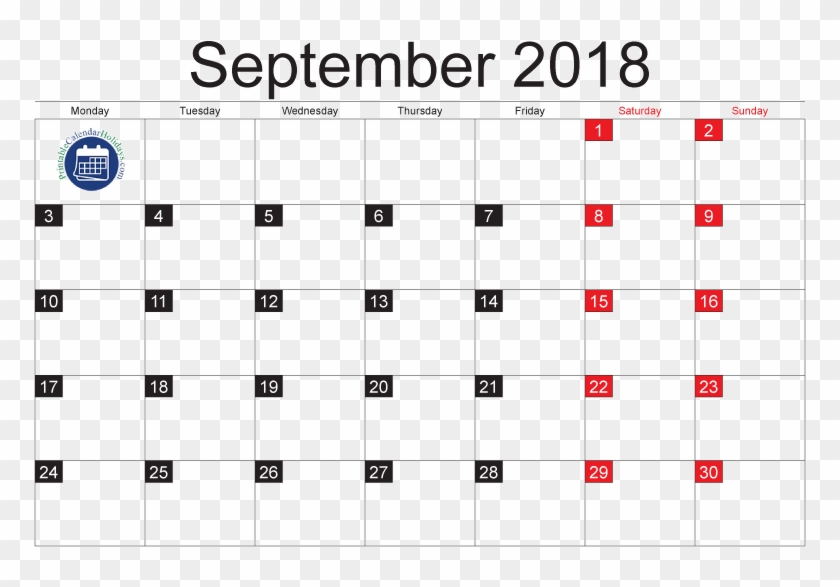 September 2018
Monday Tuesday Wednesday Thursday Friday Saturday Sunday
PrintableCalendarHolidays.com
1 2
3 4 5 6 7 8 9
10 11 12 13 14 15 16
17 18 19 20 21 22 23
24 25 26 27 28 29 30